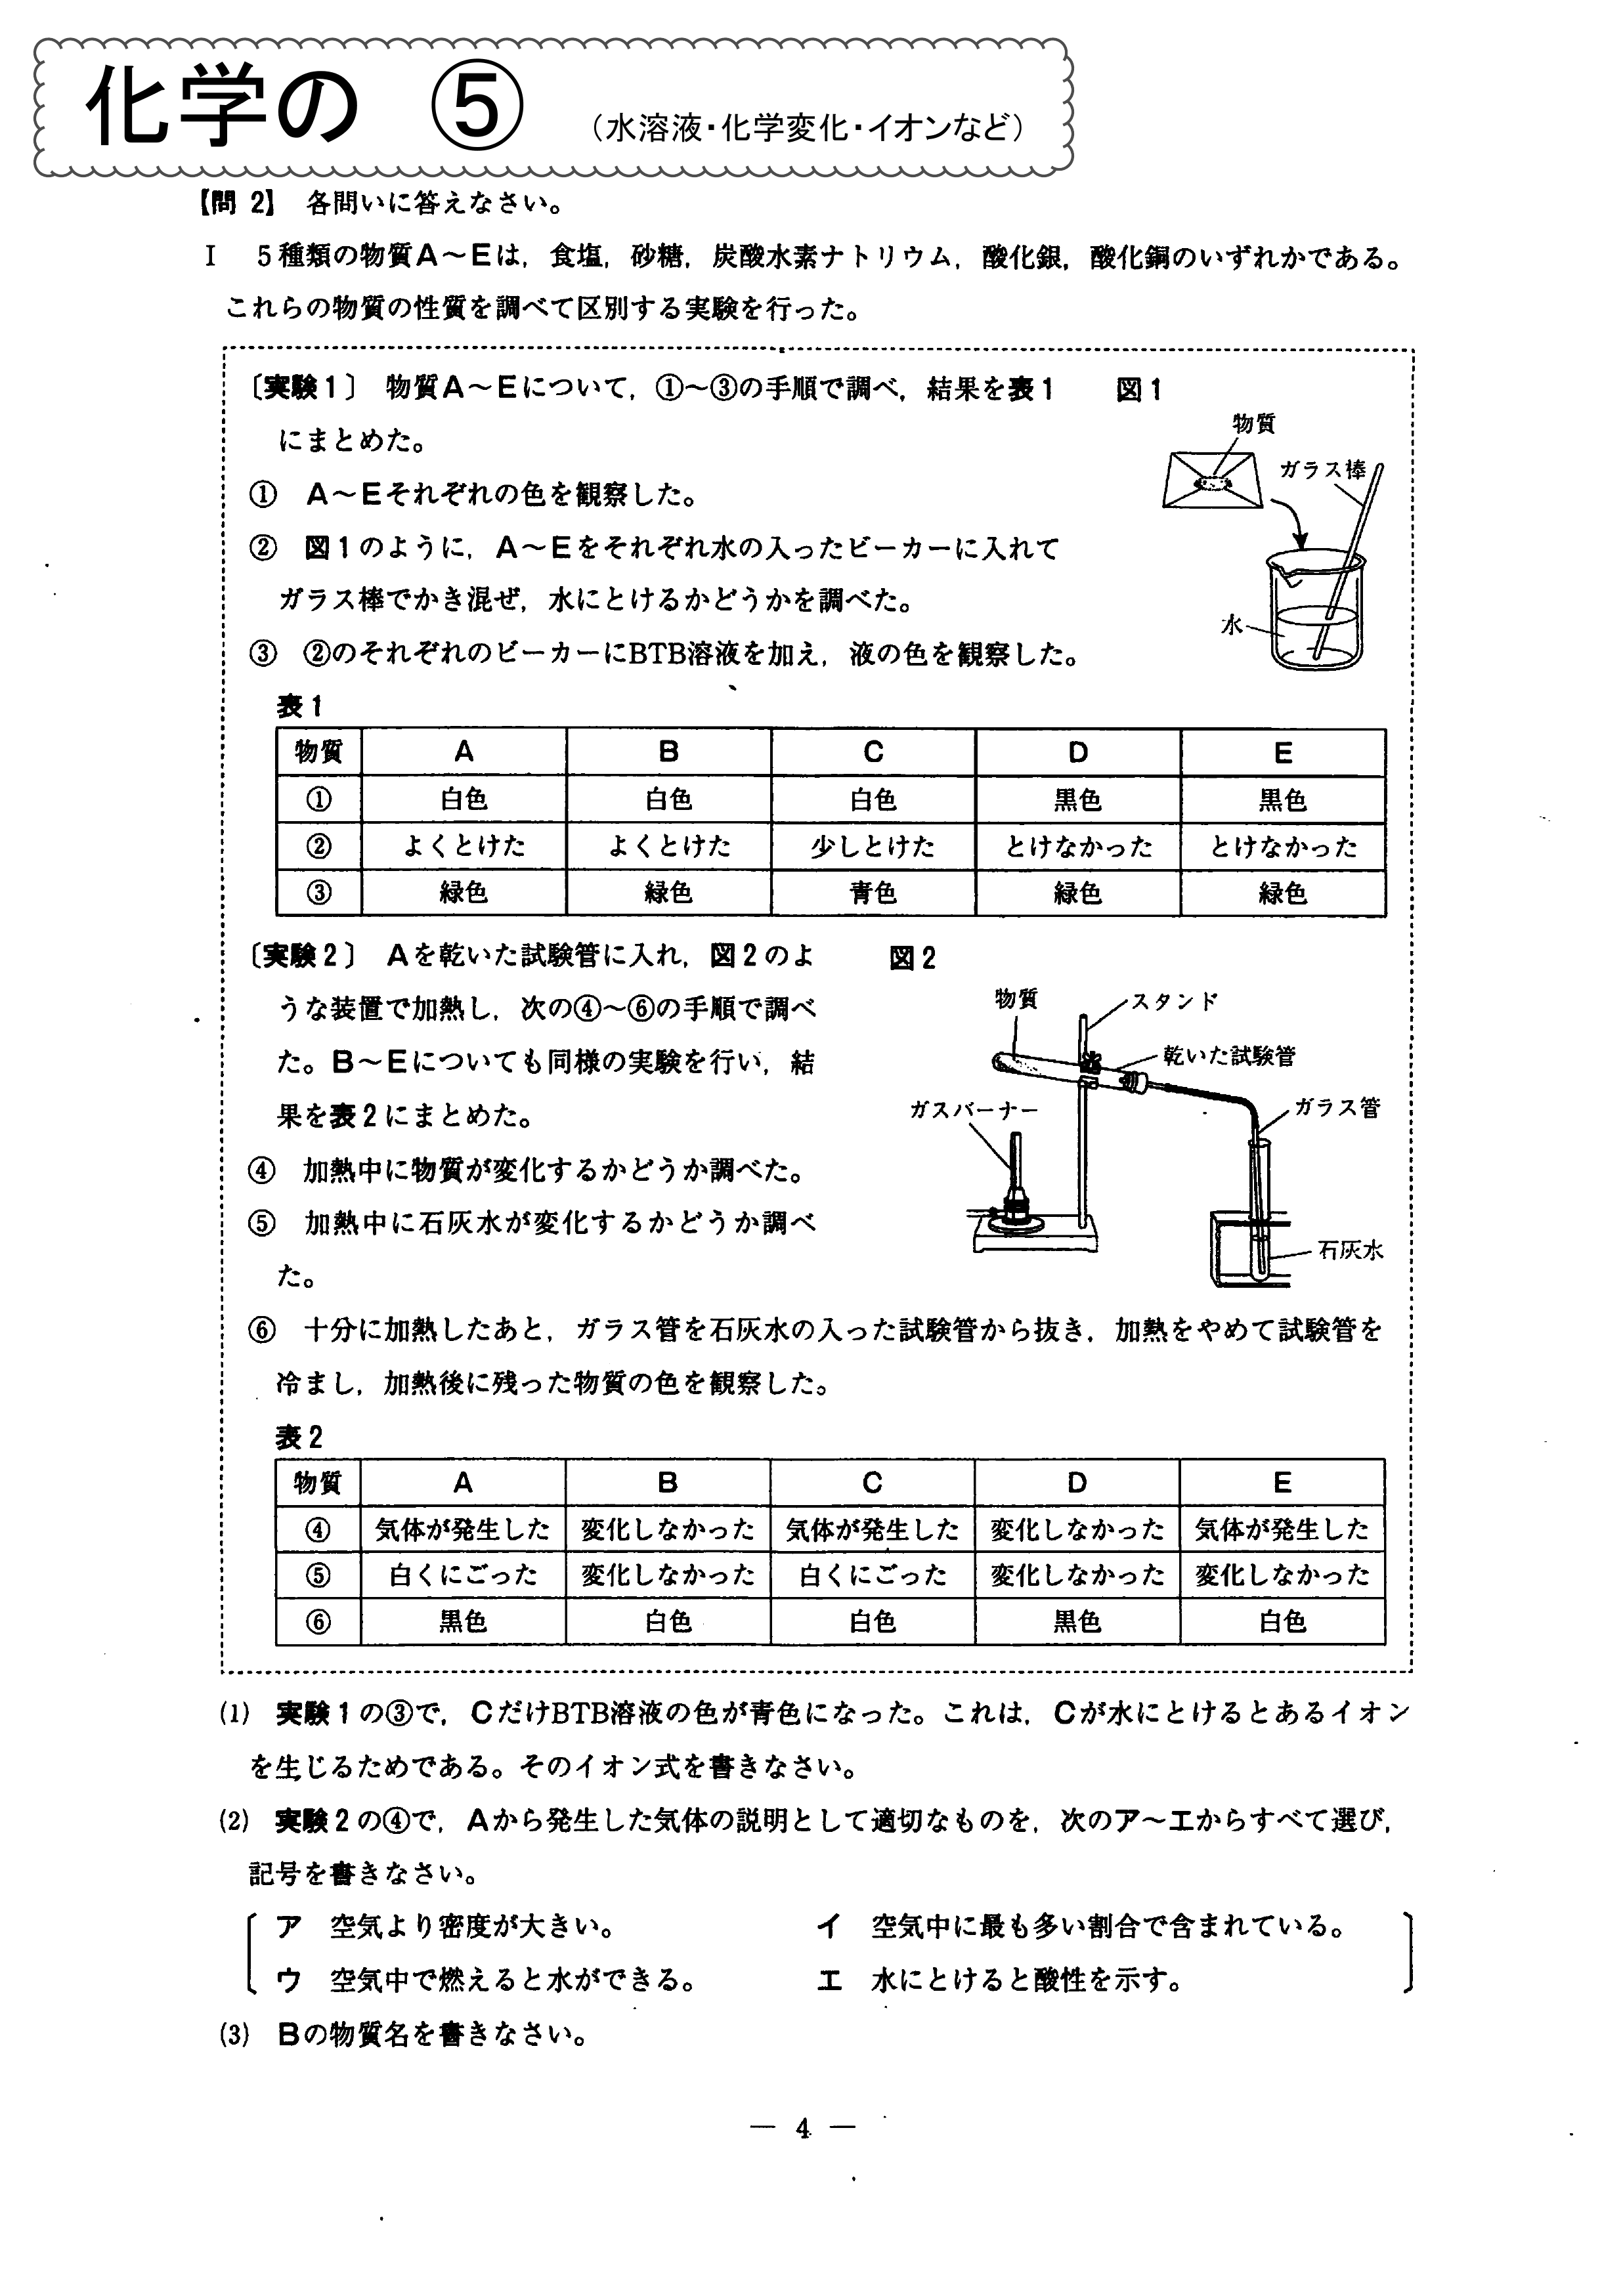 化学の ⑤ (水溶液・化学変化・イオンなど)
【問 2】 各問いに答えなさい。
Ⅰ 5種類の物質A～Eは，食塩，砂糖，炭酸水素ナトリウム，酸化銀，酸化銅のいずれかである。
これらの物質の性質を調べて区別する実験を行った。
〔実験1〕 物質A～Eについて，①～③の手順で調べ，結果を表1
にまとめた。
図1
物質
ガラス棒
水
① A～Eそれぞれの色を観察した。
② 図1のように，A～Eをそれぞれ水の入ったビーカーに入れて
ガラス棒でかき混ぜ，水にとけるかどうかを調べた。
③ ②のそれぞれのビーカーにBTB溶液を加え，液の色を観察した。
表1
物質 A B C D E
① 白色 白色 白色 黒色 黒色
② よくとけた よくとけた 少しとけた とけなかった とけなかった
③ 緑色 緑色 青色 緑色 緑色
〔実験2〕 Aを乾いた試験管に入れ，図2のよ
うな装置で加熱し，次の④～⑥の手順で調べ
た。B～Eについても同様の実験を行い，結
果を表2にまとめた。
④ 加熱中に物質が変化するかどうか調べた。
⑤ 加熱中に石灰水が変化するかどうか調べ
た。
図2
物質
スタンド
乾いた試験管
ガスバーナー
ガラス管
石灰水
⑥ 十分に加熱したあと，ガラス管を石灰水の入った試験管から抜き，加熱をやめて試験管を
冷まし，加熱後に残った物質の色を観察した。
表2
物質 A B C D E
④ 気体が発生した 変化しなかった 気体が発生した 変化しなかった 気体が発生した
⑤ 白くにごった 変化しなかった 白くにごった 変化しなかった 変化しなかった
⑥ 黒色 白色 白色 黒色 白色
(1) 実験1の③で，CだけBTB溶液の色が青色になった。これは，Cが水にとけるとあるイオン
を生じるためである。そのイオン式を書きなさい。
(2) 実験2の④で，Aから発生した気体の説明として適切なものを，次のア～エからすべて選び，
記号を書きなさい。
ア 空気より密度が大きい。 イ 空気中に最も多い割合で含まれている。
ウ 空気中で燃えると水ができる。 エ 水にとけると酸性を示す。
(3) Bの物質名を書きなさい。
— 4 —